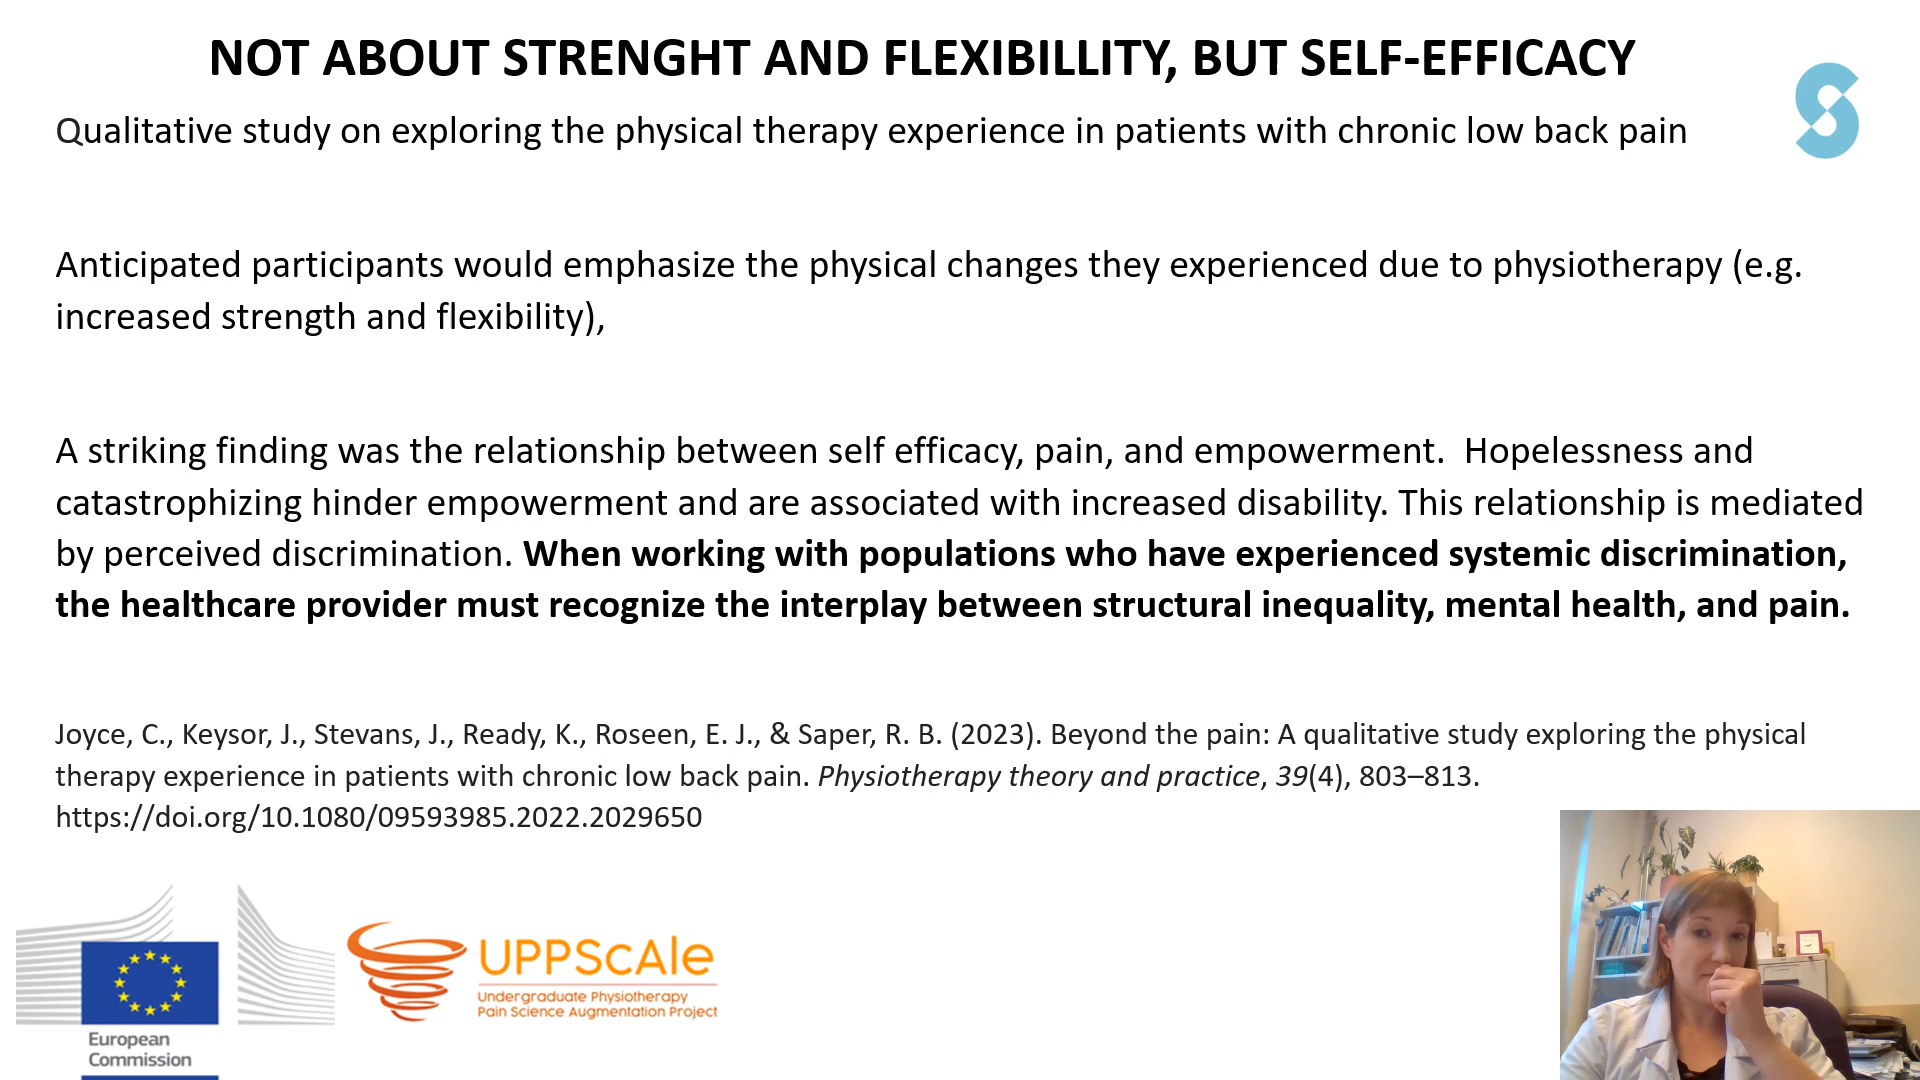 NOT ABOUT STRENGHT AND FLEXIBILLITY, BUT SELF-EFFICACY
Qualitative study on exploring the physical therapy experience in patients with chronic low back pain
Anticipated participants would emphasize the physical changes they experienced due to physiotherapy (e.g.
increased strength and flexibility),
A striking finding was the relationship between self efficacy, pain, and empowerment.  Hopelessness and
catastrophizing hinder empowerment and are associated with increased disability. This relationship is mediated
by perceived discrimination. When working with populations who have experienced systemic discrimination,
the healthcare provider must recognize the interplay between structural inequality, mental health, and pain.
Joyce, C., Keysor, J., Stevans, J., Ready, K., Roseen, E. J., & Saper, R. B. (2023). Beyond the pain: A qualitative study exploring the physical
therapy experience in patients with chronic low back pain. Physiotherapy theory and practice, 39(4), 803–813.
https://doi.org/10.1080/09593985.2022.2029650
UPPScAle
Undergraduate Physiotherapy
Pain Science Augmentation Project
European
Commission